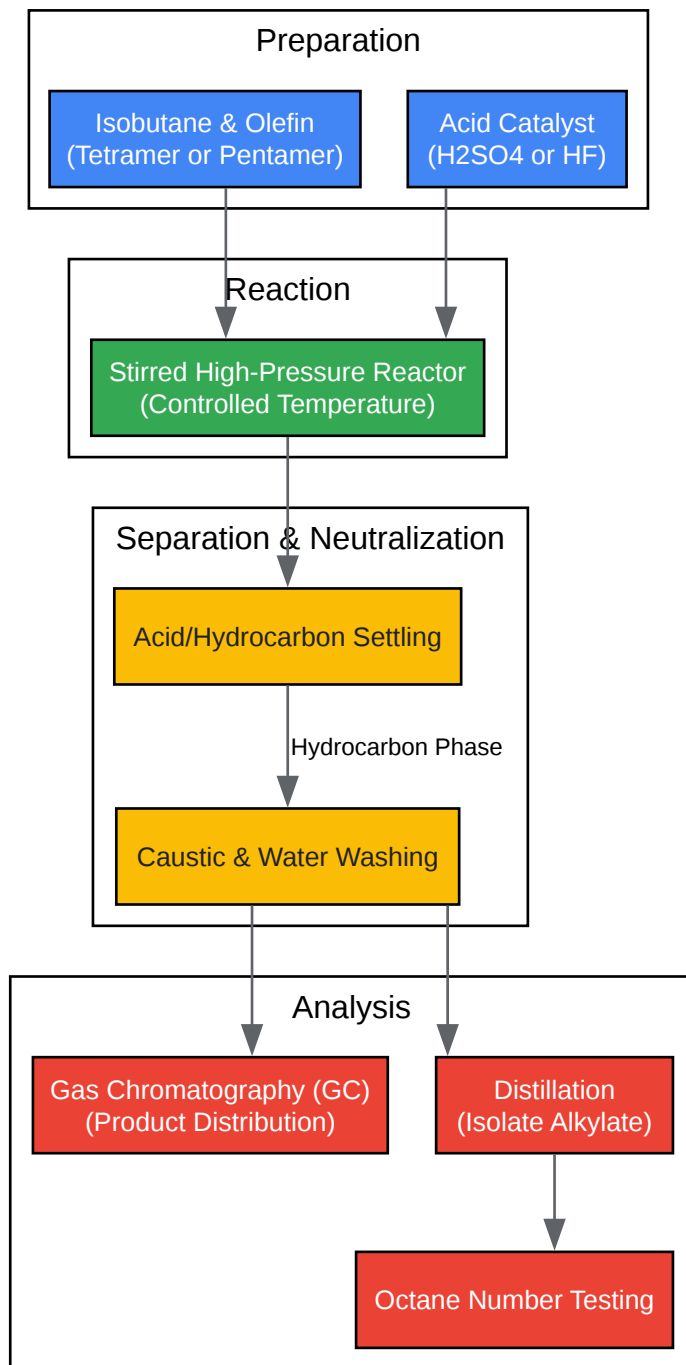 Preparation
Isobutane & Olefin
(Tetramer or Pentamer)
Acid Catalyst
(H2SO4 or HF)
Reaction
Stirred High-Pressure Reactor
(Controlled Temperature)
Separation & Neutralization
Acid/Hydrocarbon Settling
Hydrocarbon Phase
Caustic & Water Washing
Analysis
Gas Chromatography (GC)
(Product Distribution)
Distillation
(Isolate Alkylate)
Octane Number Testing